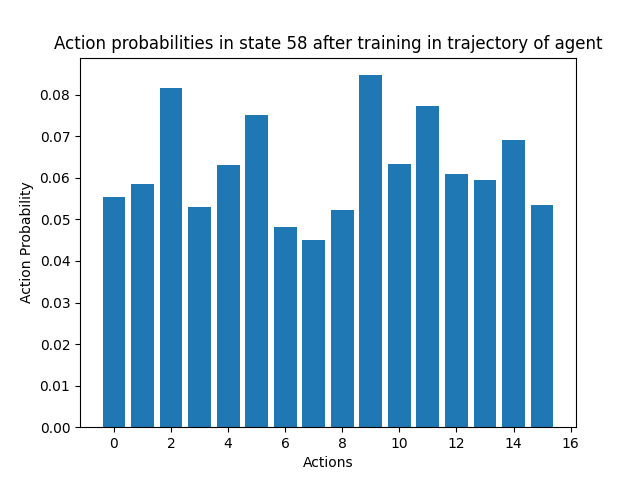 Action probabilities in state 58 after training in trajectory of agent
0.08
0.07
0.06
0.05
0.04
0.03
0.02
0.01
0.00
Action Probability
0 2 4 6 8 10 12 14 16
Actions